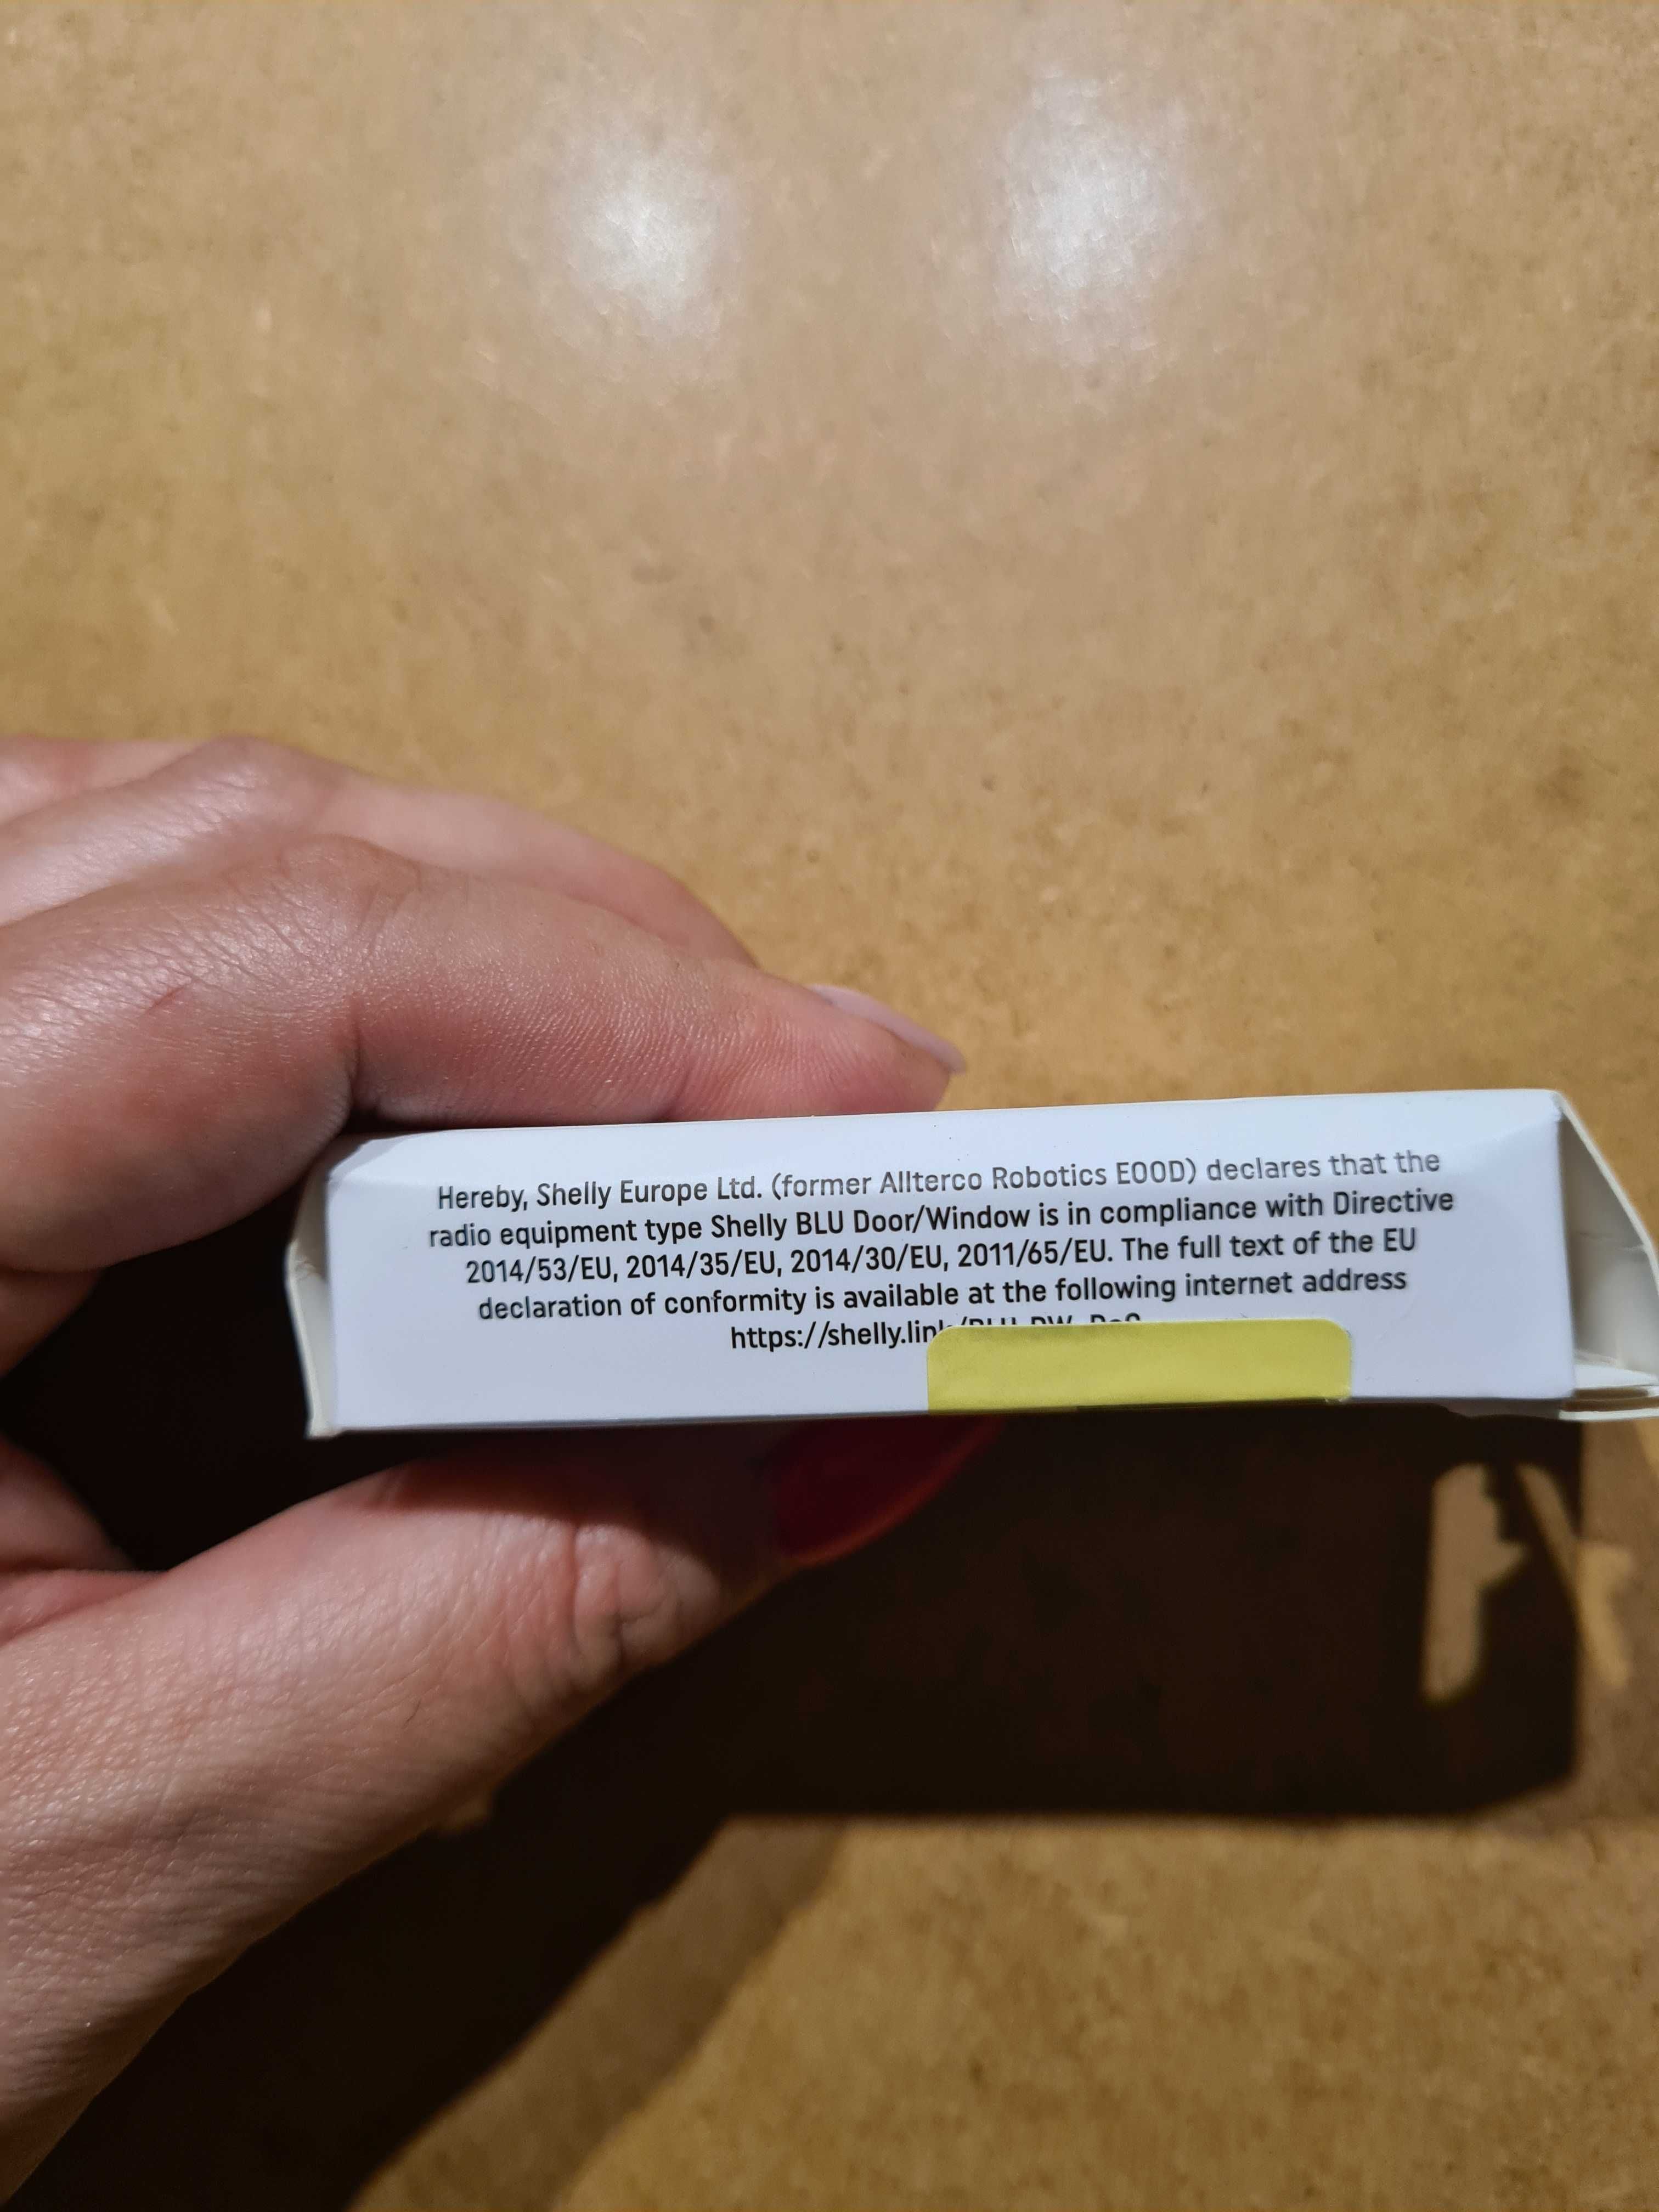 Hereby, Shelly Europe Ltd. (former Allterco Robotics EOOD) declares that the
radio equipment type Shelly BLU Door/Window is in compliance with Directive
2014/53/EU, 2014/35/EU, 2014/30/EU, 2011/65/EU. The full text of the EU
declaration of conformity is available at the following internet address
https://shelly.link